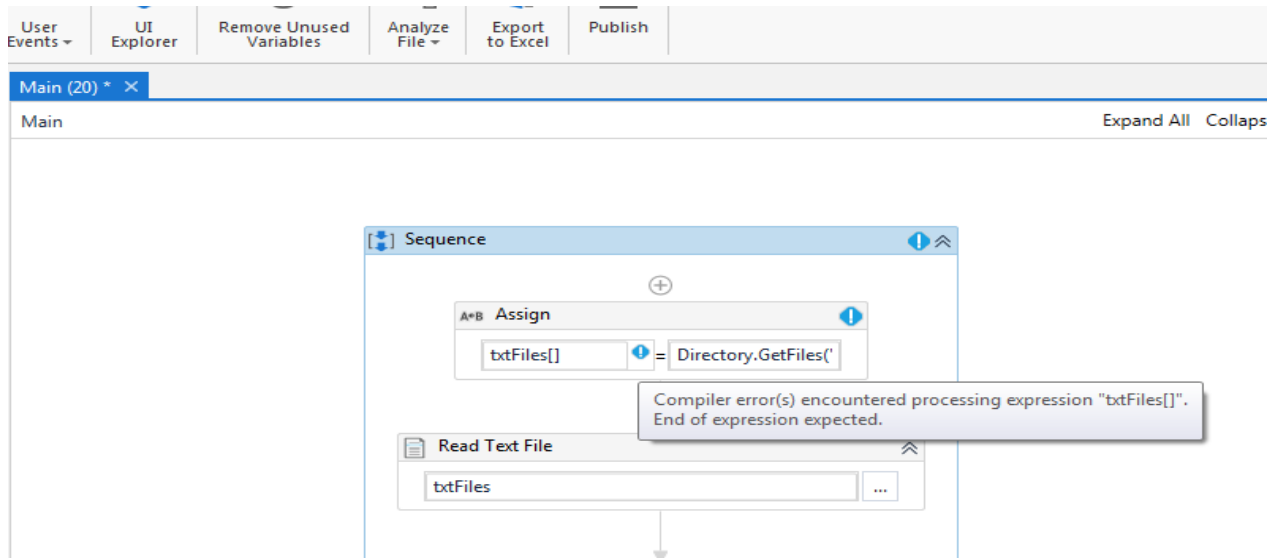 User
Events
UI
Explorer
Remove Unused
Variables
Analyze
File
Export
to Excel
Publish
Main (20) *
Main
Expand All Collaps
Sequence
A+B Assign
txtFiles[] = Directory.GetFiles('
Compiler error(s) encountered processing expression "txtFiles[]".
End of expression expected.
Read Text File
txtFiles ...